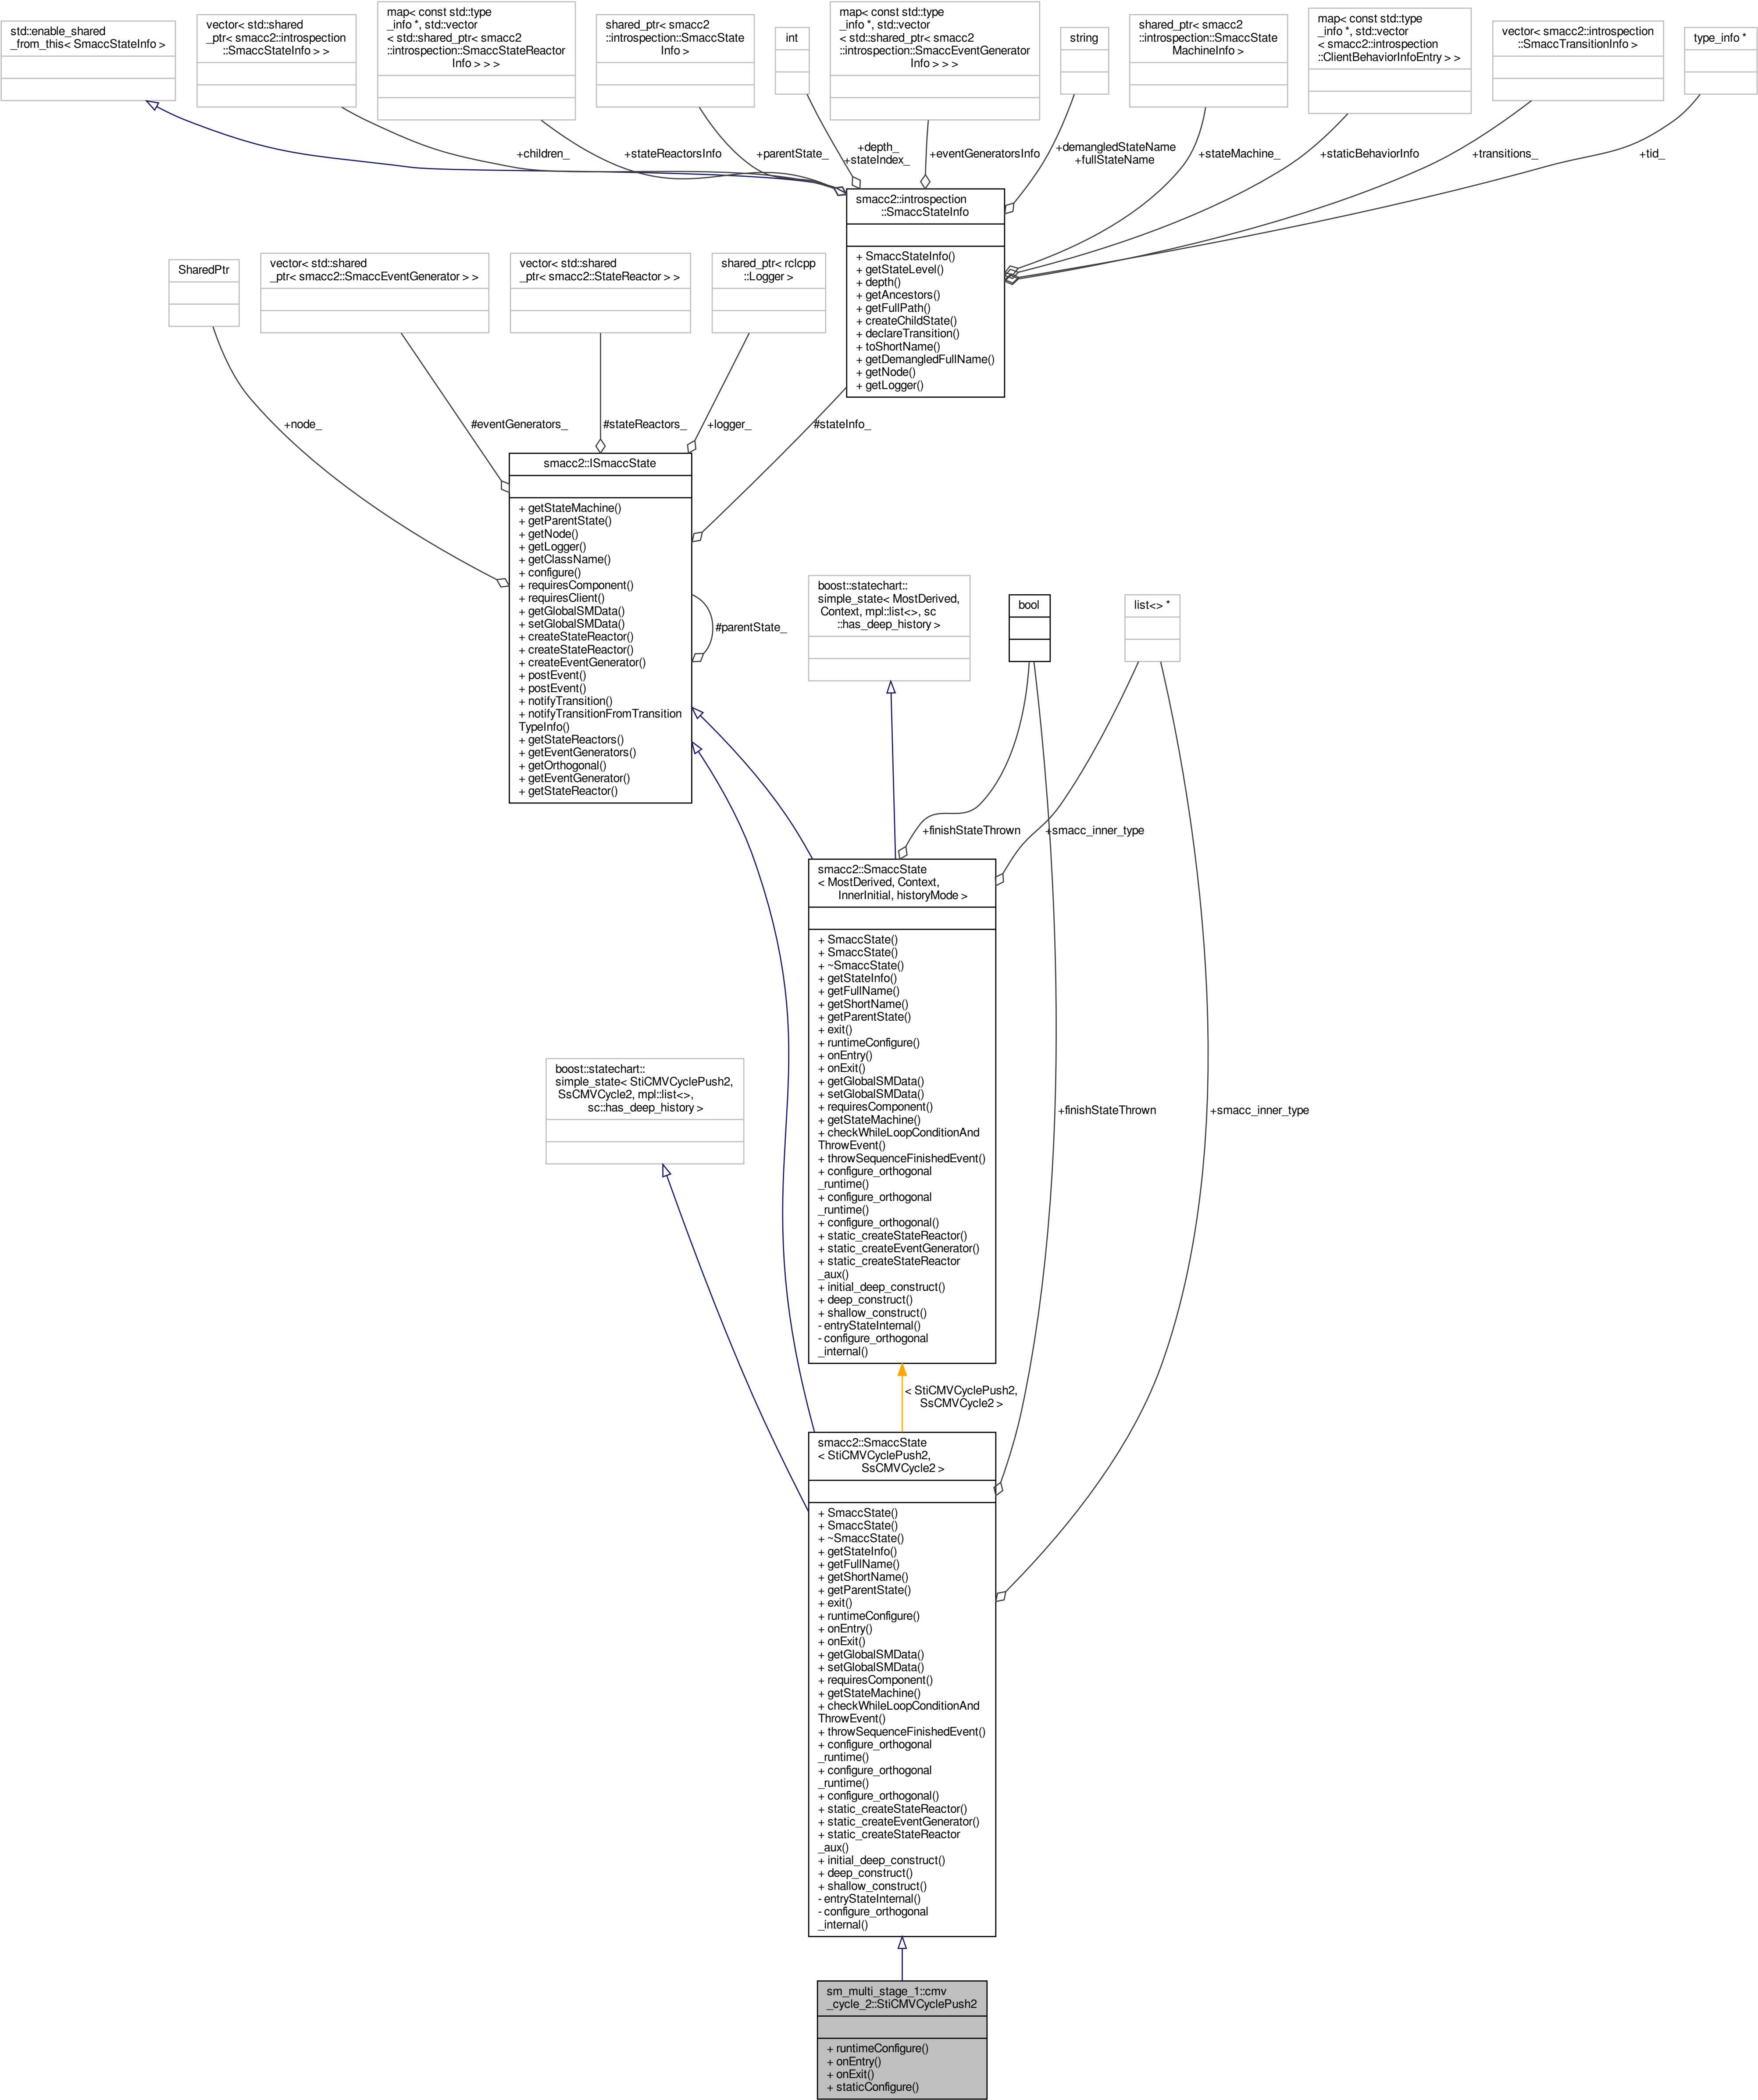 std::enable_shared
_from_this< SmaccStateInfo >
vector< std::shared
_ptr< smacc2::introspection
::SmaccStateInfo > >
map< const std::type
_info *, std::vector
< std::shared_ptr< smacc2
::introspection::SmaccStateReactor
Info > > >
shared_ptr< smacc2
::introspection::SmaccState
Info >
int
map< const std::type
_info *, std::vector
< std::shared_ptr< smacc2
::introspection::SmaccEventGenerator
Info > > >
string
shared_ptr< smacc2
::introspection::SmaccState
MachineInfo >
map< const std::type
_info *, std::vector
< smacc2::introspection
::ClientBehaviorInfoEntry > >
vector< smacc2::introspection
::SmaccTransitionInfo >
type_info *
+children_
+stateReactorsInfo
+parentState_
+depth_
+stateIndex_
+eventGeneratorsInfo
+demangledStateName
+fullStateName
+stateMachine_
+staticBehaviorInfo
+transitions_
+tid_
smacc2::introspection
::SmaccStateInfo
+ SmaccStateInfo()
+ getStateLevel()
+ depth()
+ getAncestors()
+ getFullPath()
+ createChildState()
+ declareTransition()
+ toShortName()
+ getDemangledFullName()
+ getNode()
+ getLogger()
SharedPtr
vector< std::shared
_ptr< smacc2::SmaccEventGenerator > >
vector< std::shared
_ptr< smacc2::StateReactor > >
shared_ptr< rclcpp
::Logger >
+node_
#eventGenerators_
#stateReactors_
+logger_
#stateInfo_
smacc2::ISmaccState
+ getStateMachine()
+ getParentState()
+ getNode()
+ getLogger()
+ getClassName()
+ configure()
+ requiresComponent()
+ requiresClient()
+ getGlobalSMData()
+ setGlobalSMData()
+ createStateReactor()
+ createStateReactor()
+ createEventGenerator()
+ postEvent()
+ postEvent()
+ notifyTransition()
+ notifyTransitionFromTransition
TypeInfo()
+ getStateReactors()
+ getEventGenerators()
+ getOrthogonal()
+ getEventGenerator()
+ getStateReactor()
#parentState_
boost::statechart::
simple_state< MostDerived,
Context, mpl::list<>, sc
::has_deep_history >
bool
list<> *
+finishStateThrown
+smacc_inner_type
smacc2::SmaccState
< MostDerived, Context,
InnerInitial, historyMode >
+ SmaccState()
+ SmaccState()
+ ~SmaccState()
+ getStateInfo()
+ getFullName()
+ getShortName()
+ getParentState()
+ exit()
+ runtimeConfigure()
+ onEntry()
+ onExit()
+ getGlobalSMData()
+ setGlobalSMData()
+ requiresComponent()
+ getStateMachine()
+ checkWhileLoopConditionAnd
ThrowEvent()
+ throwSequenceFinishedEvent()
+ configure_orthogonal
_runtime()
+ configure_orthogonal
_runtime()
+ configure_orthogonal()
+ static_createStateReactor()
+ static_createEventGenerator()
+ static_createStateReactor
_aux()
+ initial_deep_construct()
+ deep_construct()
+ shallow_construct()
- entryStateInternal()
- configure_orthogonal
_internal()
boost::statechart::
simple_state< StiCMVCyclePush2,
SsCMVCycle2, mpl::list<>,
sc::has_deep_history >
+finishStateThrown
+smacc_inner_type
< StiCMVCyclePush2,
SsCMVCycle2 >
smacc2::SmaccState
< StiCMVCyclePush2,
SsCMVCycle2 >
+ SmaccState()
+ SmaccState()
+ ~SmaccState()
+ getStateInfo()
+ getFullName()
+ getShortName()
+ getParentState()
+ exit()
+ runtimeConfigure()
+ onEntry()
+ onExit()
+ getGlobalSMData()
+ setGlobalSMData()
+ requiresComponent()
+ getStateMachine()
+ checkWhileLoopConditionAnd
ThrowEvent()
+ throwSequenceFinishedEvent()
+ configure_orthogonal
_runtime()
+ configure_orthogonal
_runtime()
+ configure_orthogonal()
+ static_createStateReactor()
+ static_createEventGenerator()
+ static_createStateReactor
_aux()
+ initial_deep_construct()
+ deep_construct()
+ shallow_construct()
- entryStateInternal()
- configure_orthogonal
_internal()
sm_multi_stage_1::cmv
_cycle_2::StiCMVCyclePush2
+ runtimeConfigure()
+ onEntry()
+ onExit()
+ staticConfigure()